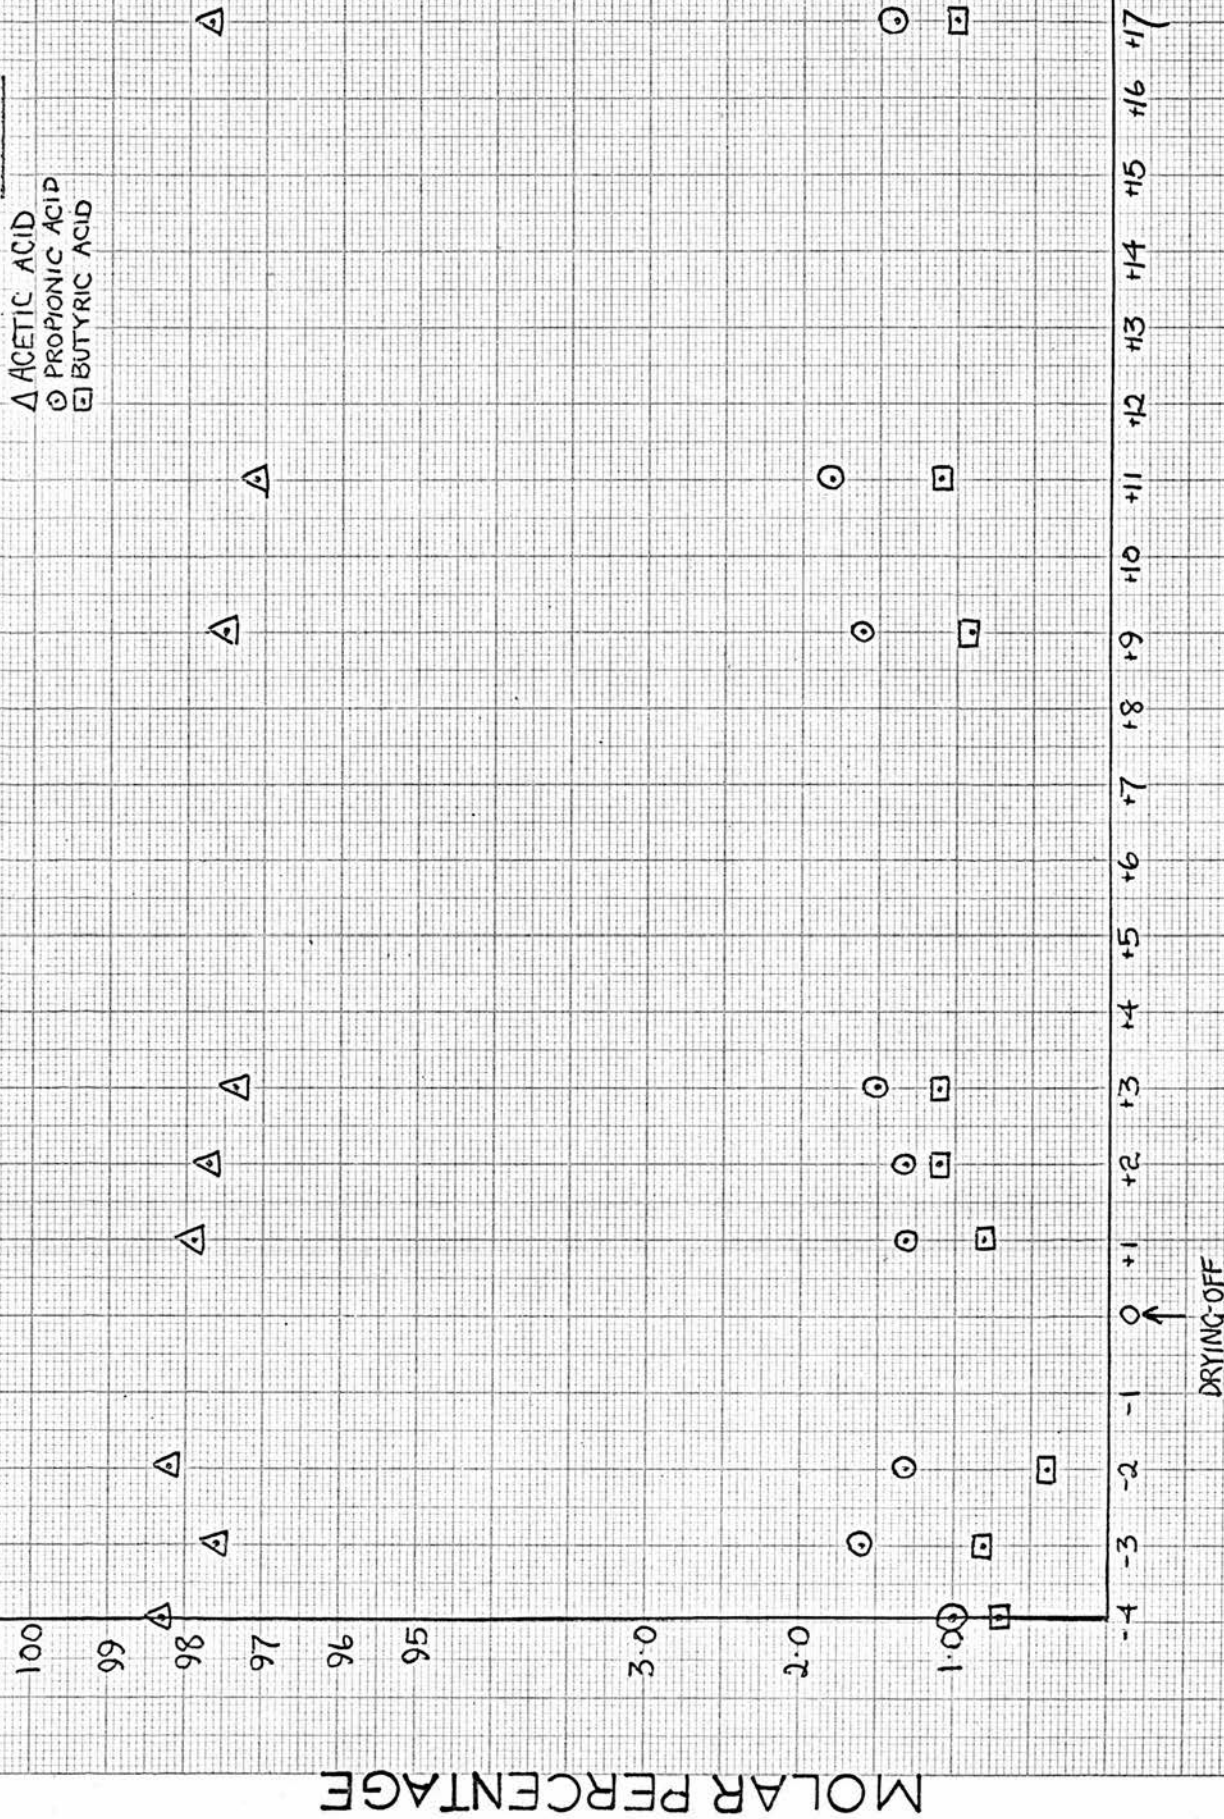 △ ACETIC ACID
⊙ PROPIONIC ACID
⊡ BUTYRIC ACID
MOLAR PERCENTAGE
100
99
98
97
96
95
3.0
2.0
1.00
-4 -3 -2 -1 0 +1 +2 +3 +4 +5 +6 +7 +8 +9 +10 +11 +12 +13 +14 +15 +16 +17
↑
DRYING-OFF